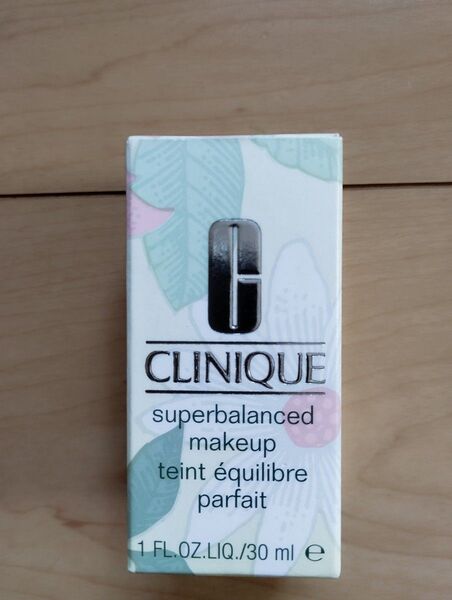 CLINIQUE
superbalanced
makeup
teint équilibre
parfait
1 FL.OZ.LIQ./30 ml ℮